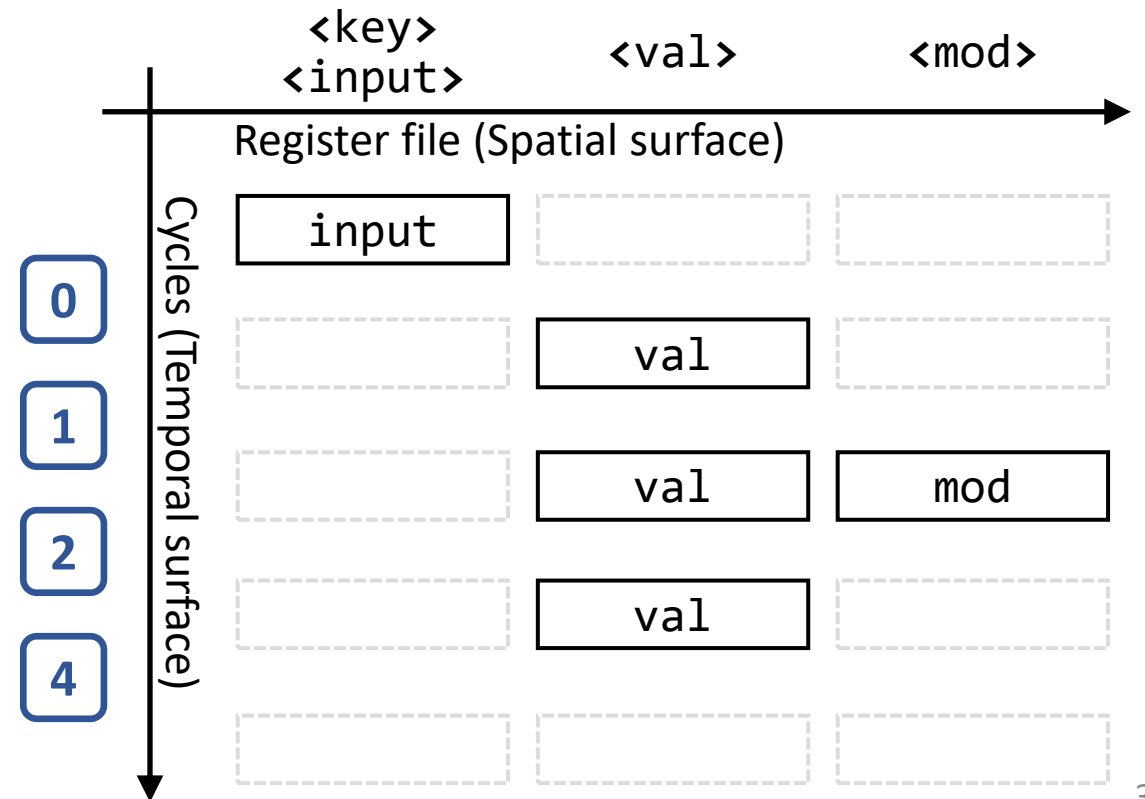 <key>
<input>
<val>
<mod>
Register file (Spatial surface)
Cycles (Temporal surface)
input
0
val
1
val
mod
2
val
4